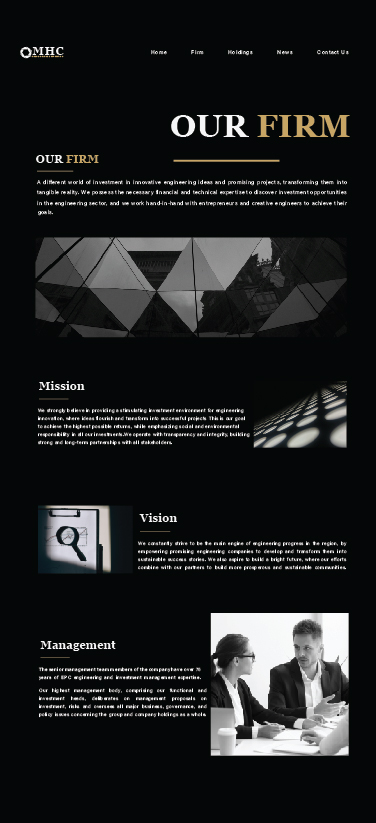 MHC
Home Firm Holdings News Contact Us
OUR FIRM
OUR FIRM
A different world of investment in innovative engineering ideas and promising projects, transforming them into
tangible reality. We possess the necessary financial and technical expertise to discover investment opportunities
in the engineering sector, and we work hand-in-hand with entrepreneurs and creative engineers to achieve their
goals.
Mission
We strongly believe in providing a stimulating investment environment for engineering
innovation, where ideas flourish and transform into successful projects This is our goal
to achieve the highest possible returns, while emphasizing social and environmental
responsibility in all our investments.We operate with transparency and integrity, building
strong and long-term partnerships with all stakeholders.
Vision
We constantly strive to be the main engine of engineering progress in the region, by
empowering promising engineering companies to develop and transform them into
sustainable success stories. We also aspire to build a bright future, where our efforts
combine with our partners to build more prosperous and sustainable communities.
Management
The senior management team members of the company have over 70
years of EPC engineering and investment management expertise.
Our highest management body, comprising our functional and
investment heads, deliberates on management proposals on
investment, risks and oversees all major business, governance, and
policy issues concerning the group and company holdings as a whole.